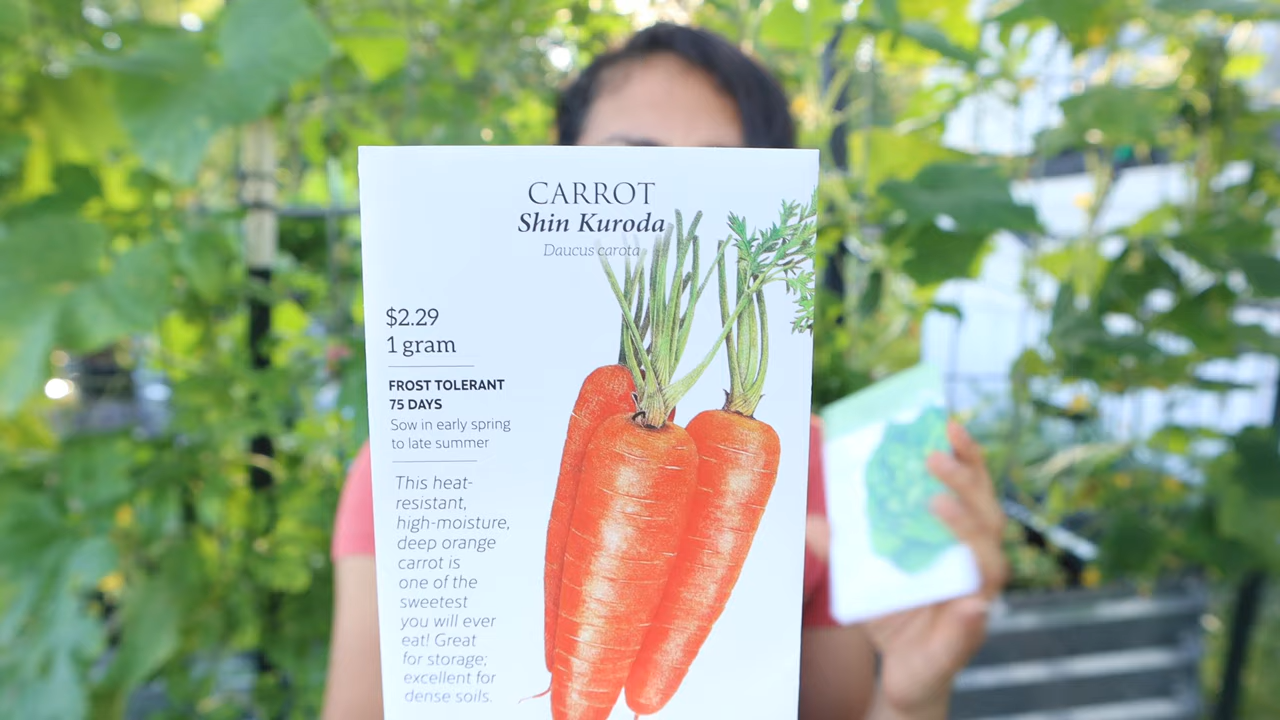 CARROT
Shin Kuroda
Daucus carota
$2.29
1 gram
FROST TOLERANT
75 DAYS
Sow in early spring
to late summer
This heat-
resistant,
high-moisture,
deep orange
carrot is
one of the
sweetest
you will ever
eat! Great
for storage;
excellent for
dense soils.